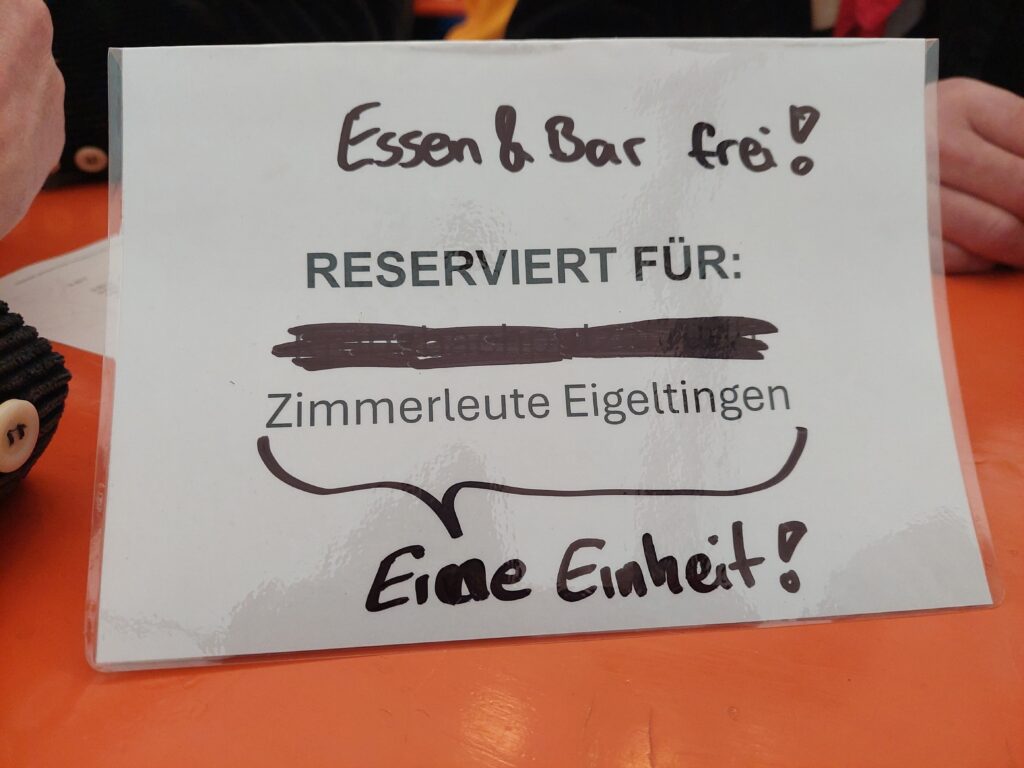 Essen & Bar frei!
RESERVIERT FÜR:
Zimmerleute Eigeltingen
Eine Einheit!